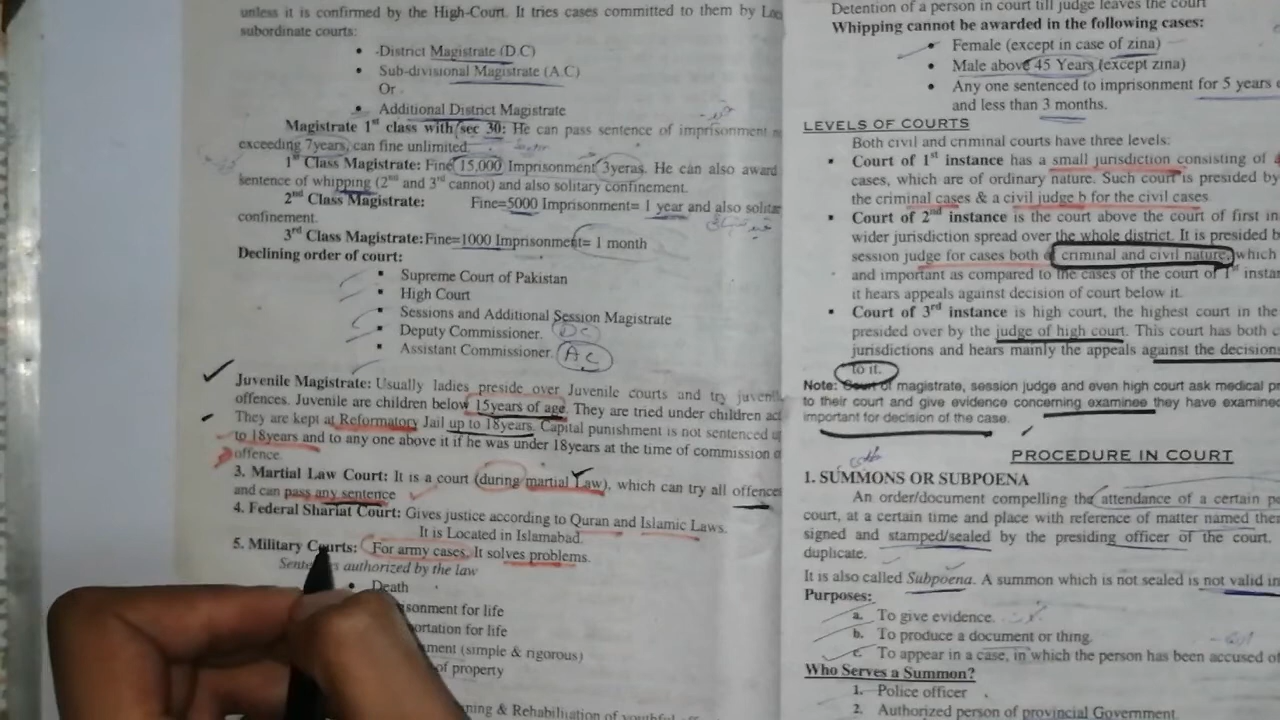 unless it is confirmed by the High-Court. It tries cases committed to them by
subordinate courts:
• District Magistrate (D.C)
• Sub-divisional Magistrate (A.C)
Or
• Additional District Magistrate
Magistrate 1st class with sec 30: He can pass sentence of imprisonment
exceeding 7years, can fine unlimited.
1st Class Magistrate: Fine 15,000 Imprisonment 3yeras. He can also award
sentence of whipping (2nd and 3rd cannot) and also solitary confinement.
2nd Class Magistrate: Fine=5000 Imprisonment= 1 year and also
confinement.
3rd Class Magistrate: Fine=1000 Imprisonment= 1 month
Declining order of court:
▪ Supreme Court of Pakistan
▪ High Court
▪ Sessions and Additional Session Magistrate
▪ Deputy Commissioner. DC
▪ Assistant Commissioner. AC
Juvenile Magistrate: Usually ladies preside over Juvenile courts and try
offences. Juvenile are children below 15years of age. They are tried under children
They are kept at Reformatory Jail up to 18years. Capital punishment is not sentenced
to 18years and to any one above it if he was under 18years at the time of commission
offence.
3. Martial Law Court: It is a court (during martial Law), which can try all
and can pass any sentence
4. Federal Shariat Court: Gives justice according to Quran and Islamic Laws.
It is Located in Islamabad.
5. Military Courts: For army cases. It solves problems.
authorized by the law
• Death
for life
for life
(simple & rigorous)
of property
& Rehabilitation of
Detention of a person in court till judge leaves the court
Whipping cannot be awarded in the following cases:
• Female (except in case of zina)
• Male above 45 Years (except zina)
• Any one sentenced to imprisonment for 5 years
and less than 3 months.
LEVELS OF COURTS
Both civil and criminal courts have three levels:
▪ Court of 1st instance has a small jurisdiction consisting of
cases, which are of ordinary nature. Such court is presided by
the criminal cases & a civil judge b for the civil cases
▪ Court of 2nd instance is the court above the court of first
wider jurisdiction spread over the whole district. It is presided
session judge for cases both criminal and civil nature, which
and important as compared to the cases of the court of 1st
it hears appeals against decision of court below it.
▪ Court of 3rd instance is high court, the highest court in the
presided over by the judge of high court. This court has both
jurisdictions and hears mainly the appeals against the
to it.
Note: Court of magistrate, session judge and even high court ask medical
to their court and give evidence concerning examinee they have examined
important for decision of the case.
PROCEDURE IN COURT
1. SUMMONS OR SUBPOENA
An order/document compelling the attendance of a certain
court, at a certain time and place with reference of matter named
signed and stamped/sealed by the presiding officer of the court.
duplicate.
It is also called Subpoena. A summon which is not sealed is not valid
Purposes:
a. To give evidence.
b. To produce a document or thing.
c. To appear in a case, in which the person has been accused
Who Serves a Summon?
1. Police officer
2. Authorized person of provincial Government